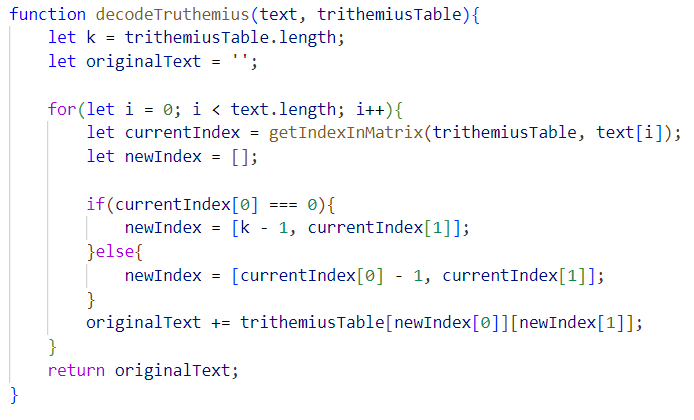 function decodeTruthemius(text, trithemiusTable){
    let k = trithemiusTable.length;
    let originalText = '';

    for(let i = 0; i < text.length; i++){
        let currentIndex = getIndexInMatrix(trithemiusTable, text[i]);
        let newIndex = [];

        if(currentIndex[0] === 0){
            newIndex = [k - 1, currentIndex[1]];
        }else{
            newIndex = [currentIndex[0] - 1, currentIndex[1]];
        }
        originalText += trithemiusTable[newIndex[0]][newIndex[1]];
    }
    return originalText;
}